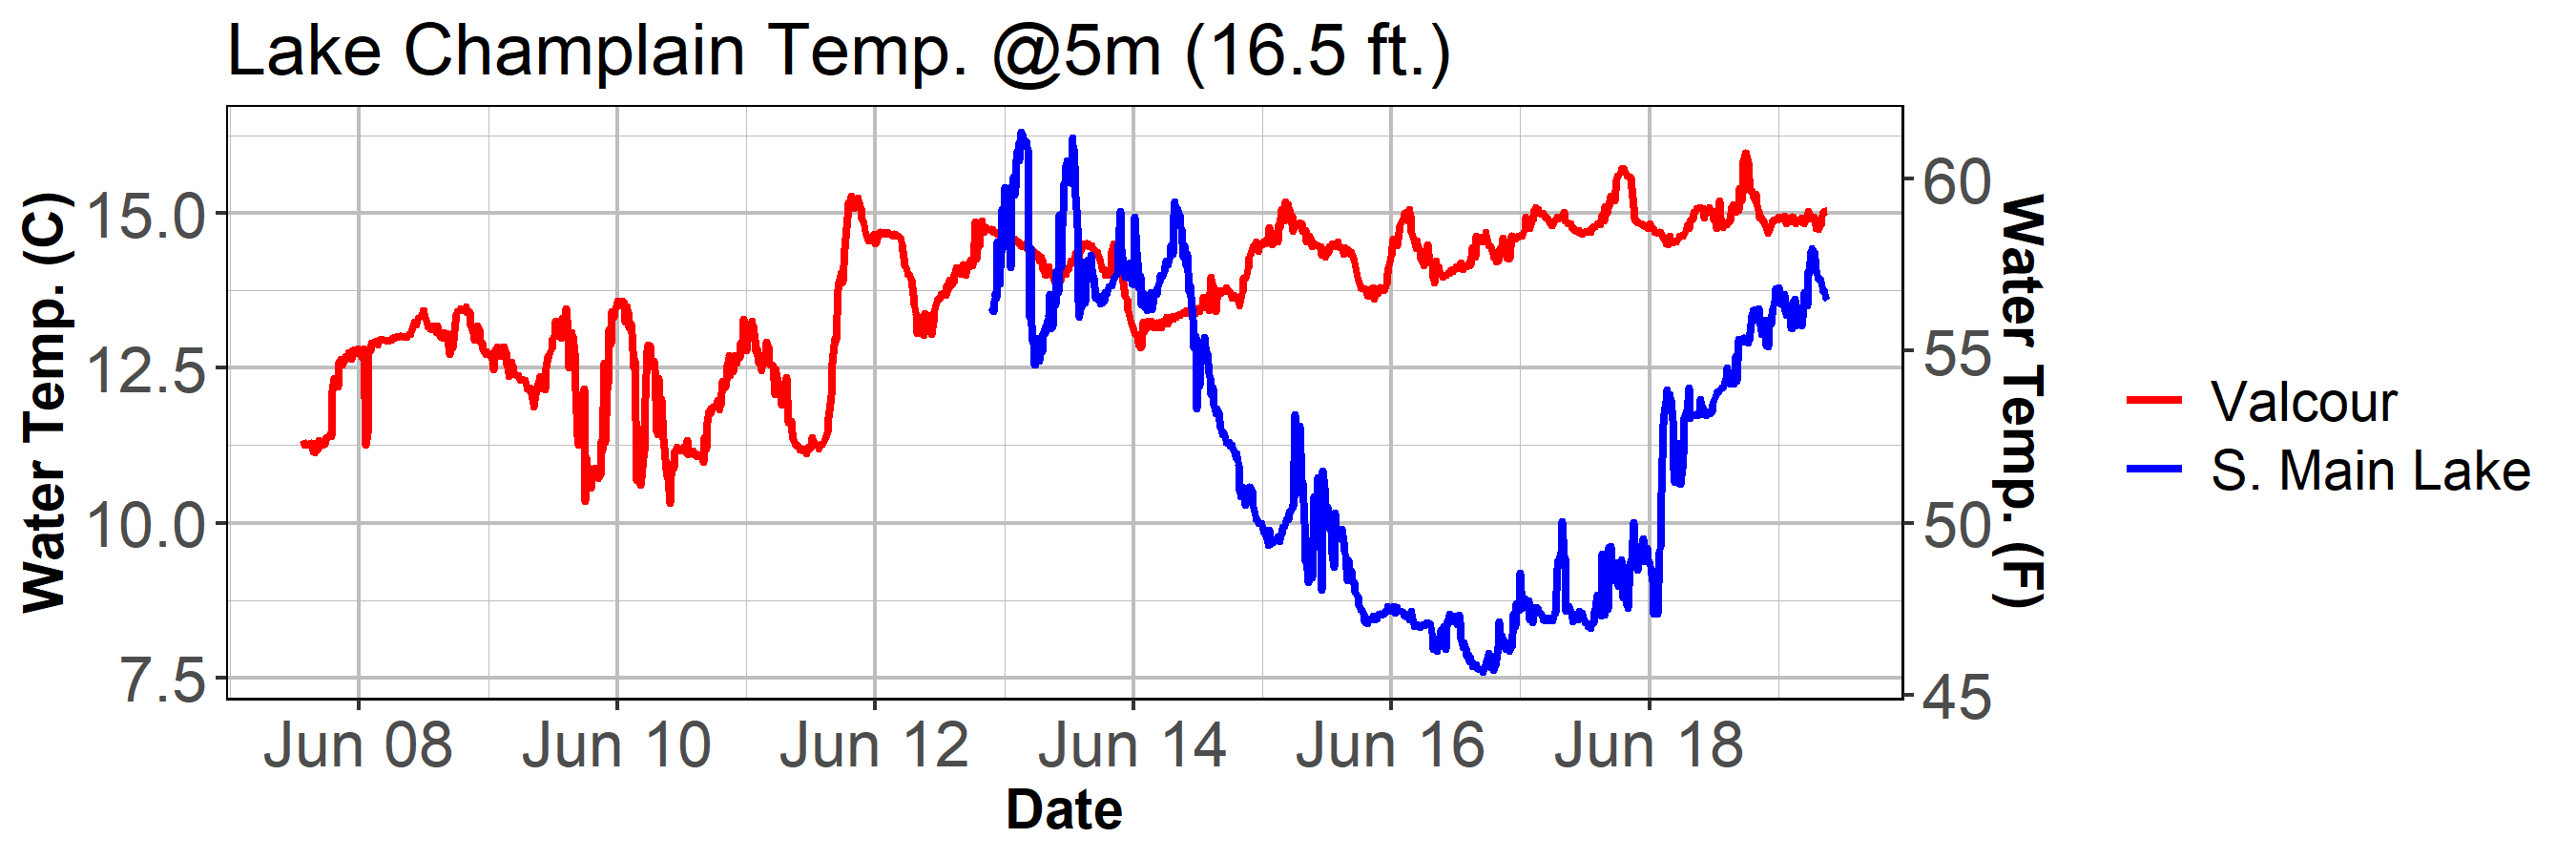 Lake Champlain Temp. @5m (16.5 ft.)
Water Temp. (C)
15.0
12.5
10.0
7.5
60
55
50
45
Water Temp. (F)
Jun 08
Jun 10
Jun 12
Jun 14
Jun 16
Jun 18
Date
Valcour
S. Main Lake